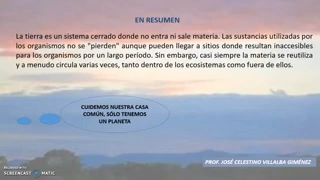 EN RESUMEN
La tierra es un sistema cerrado donde no entra ni sale materia. Las sustancias utilizadas por
los organismos no se "pierden" aunque pueden llegar a sitios donde resultan inaccesibles
para los organismos por un largo período. Sin embargo, casi siempre la materia se reutiliza
y a menudo circula varias veces, tanto dentro de los ecosistemas como fuera de ellos.
CUIDEMOS NUESTRA CASA
COMÚN, SÓLO TENEMOS
UN PLANETA
PROF. JOSÉ CELESTINO VILLALBA GIMÉNEZ
RECORDED WITH
SCREENCAST MATIC